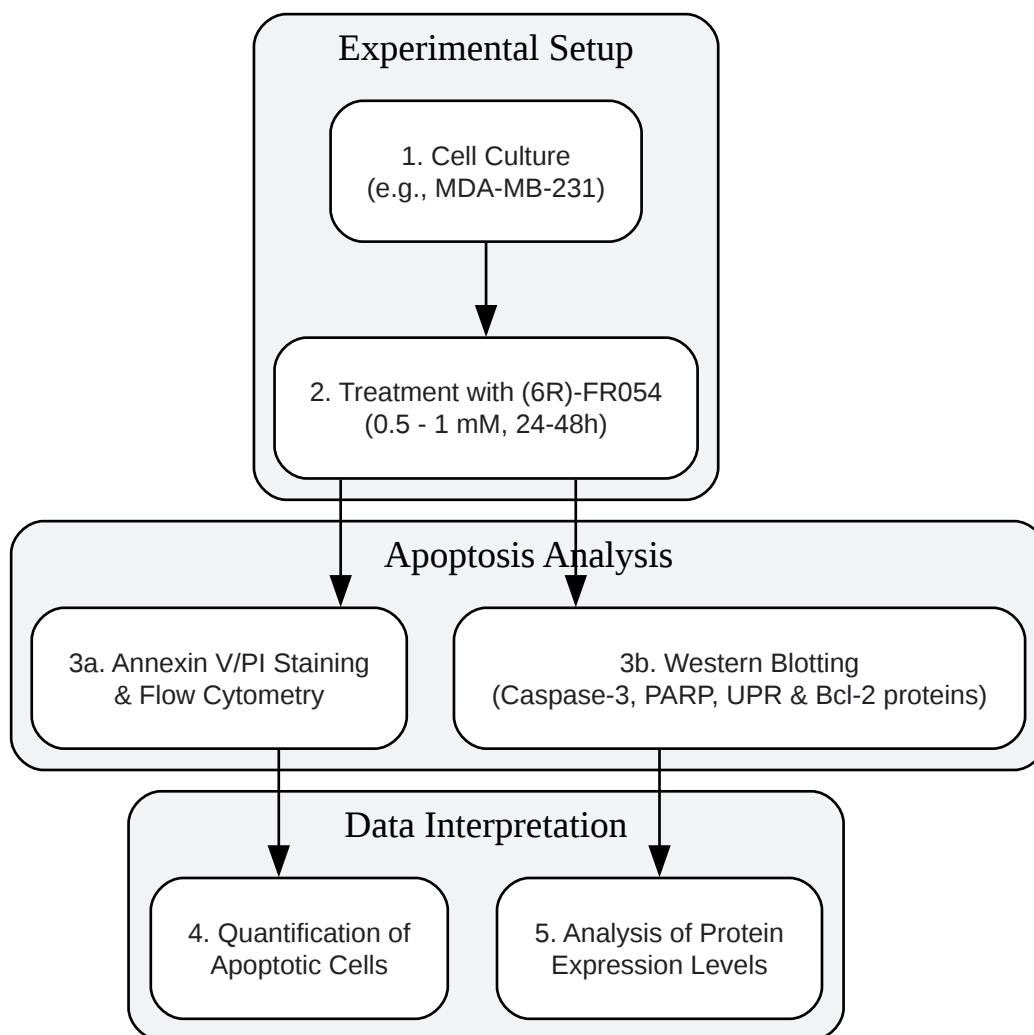 Experimental Setup
1. Cell Culture
(e.g., MDA-MB-231)
2. Treatment with (6R)-FR054
(0.5 - 1 mM, 24-48h)
Apoptosis Analysis
3a. Annexin V/PI Staining
& Flow Cytometry
3b. Western Blotting
(Caspase-3, PARP, UPR & Bcl-2 proteins)
Data Interpretation
4. Quantification of
Apoptotic Cells
5. Analysis of Protein
Expression Levels